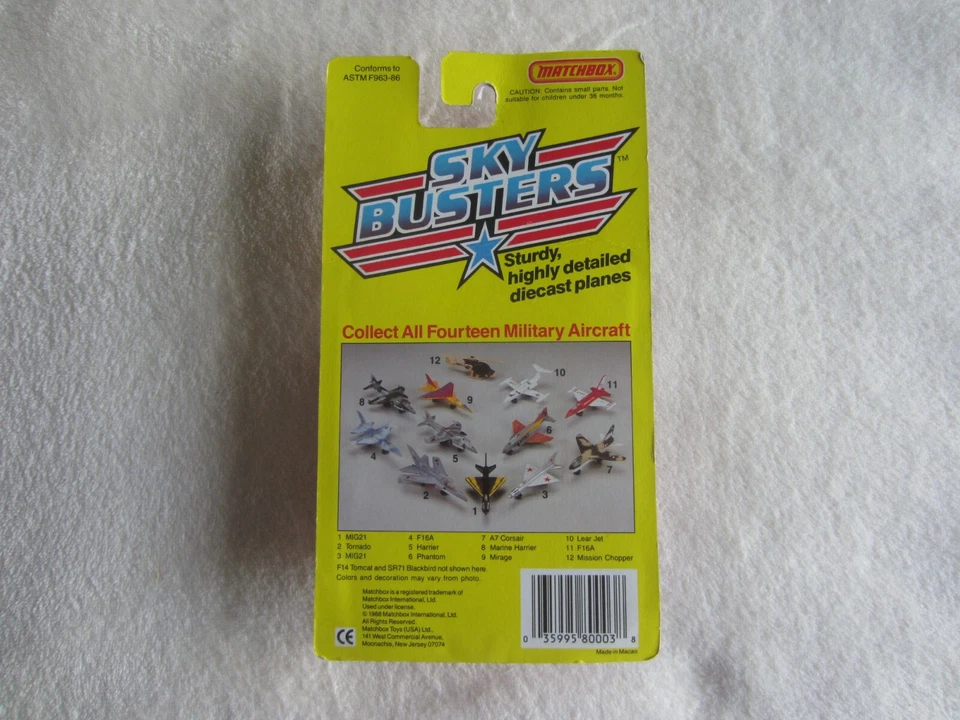 Conforms to
ASTM F963-86
MATCHBOX®
CAUTION: Contains small parts. Not
suitable for children under 36 months.
SKY
BUSTERS™
Sturdy,
highly detailed
diecast planes
Collect All Fourteen Military Aircraft
12
10
8
9
11
4
5
6
7
2
1
3
1 MIG21
2 Tornado
3 MIG21
4 F16A
5 Harrier
6 Phantom
7 A7 Corsair
8 Marine Harrier
9 Mirage
10 Lear Jet
11 F16A
12 Mission Chopper
F14 Tomcat and SR71 Blackbird not shown here.
Colors and decoration may vary from photo.
Matchbox is a registered trademark of
Matchbox International, Ltd.
Used under license.
© 1988 Matchbox International, Ltd.
All Rights Reserved.
Matchbox Toys (USA) Ltd.,
141 West Commercial Avenue,
Moonachie, New Jersey 07074
CE
0 35995 80003 8
Made in Macao